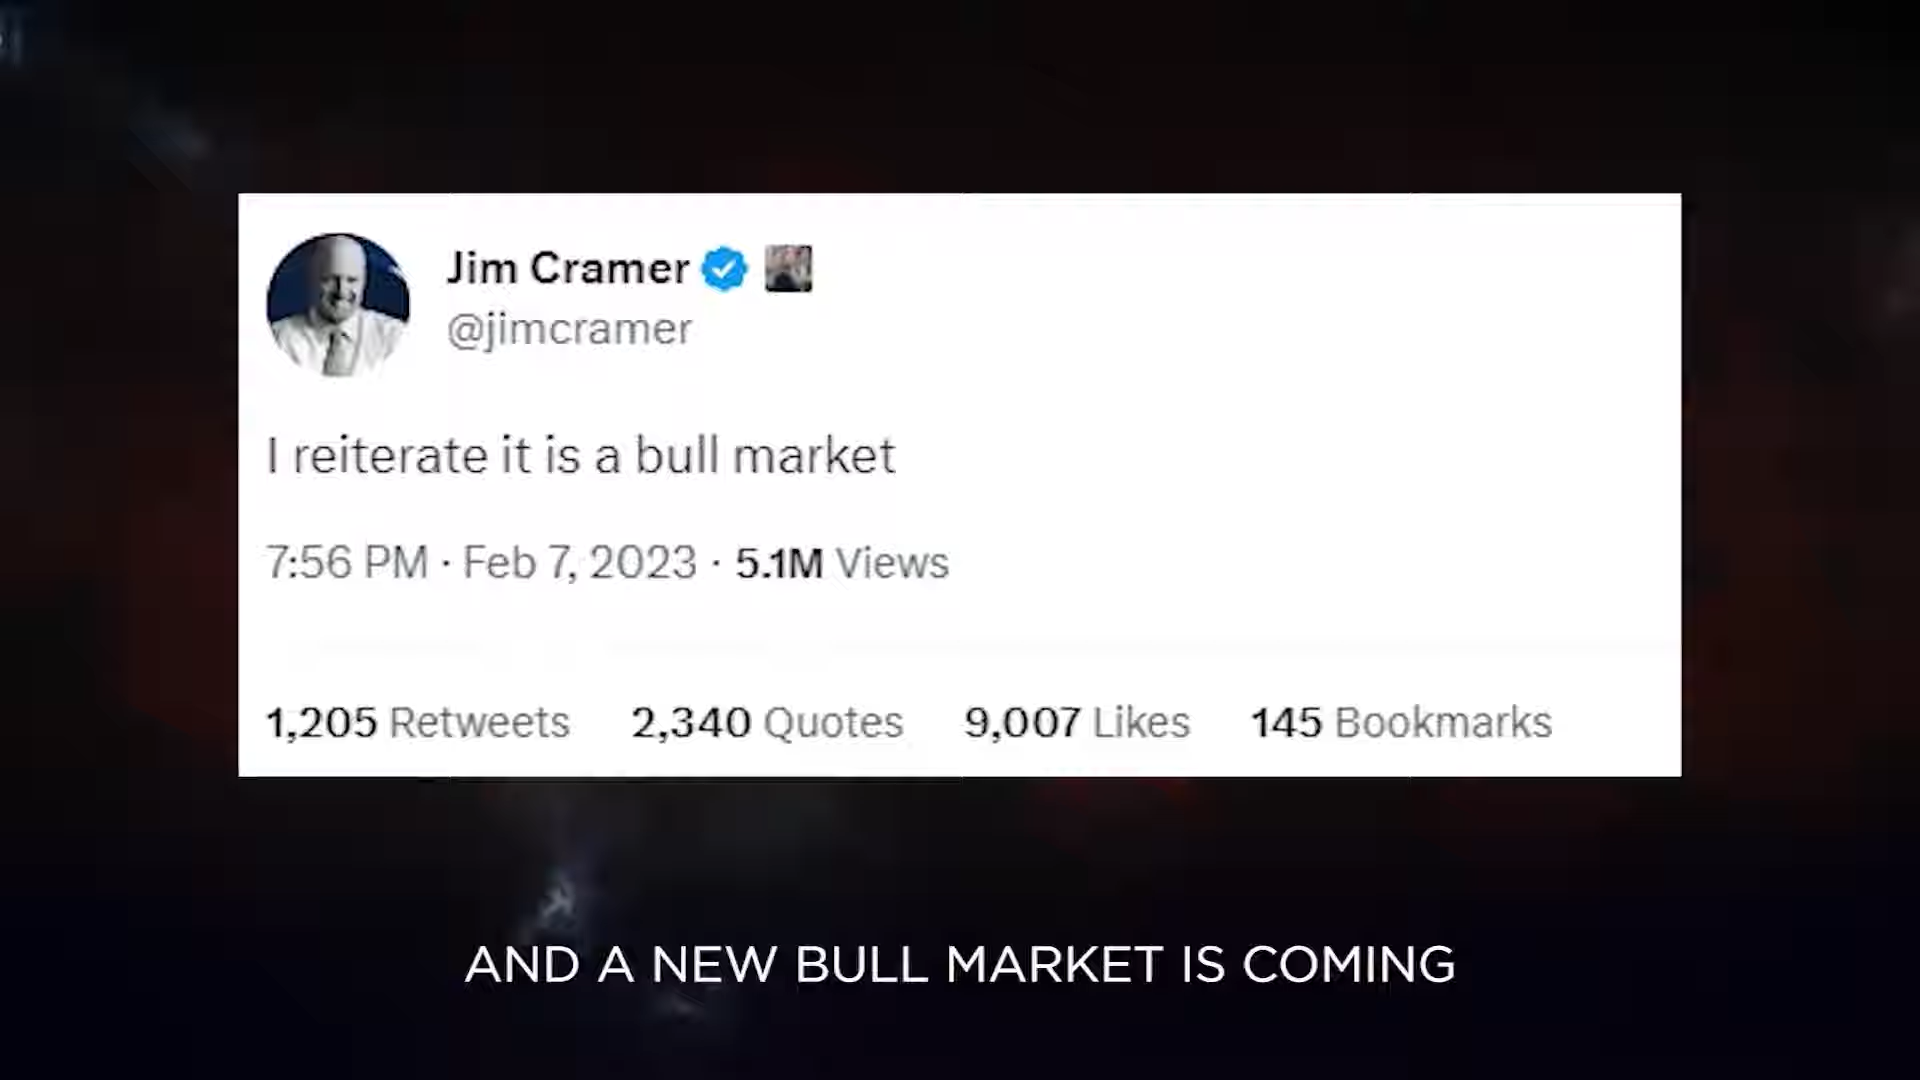 Jim Cramer
@jimcramer
I reiterate it is a bull market
7:56 PM · Feb 7, 2023 · 5.1M Views
1,205 Retweets 2,340 Quotes 9,007 Likes 145 Bookmarks
AND A NEW BULL MARKET IS COMING